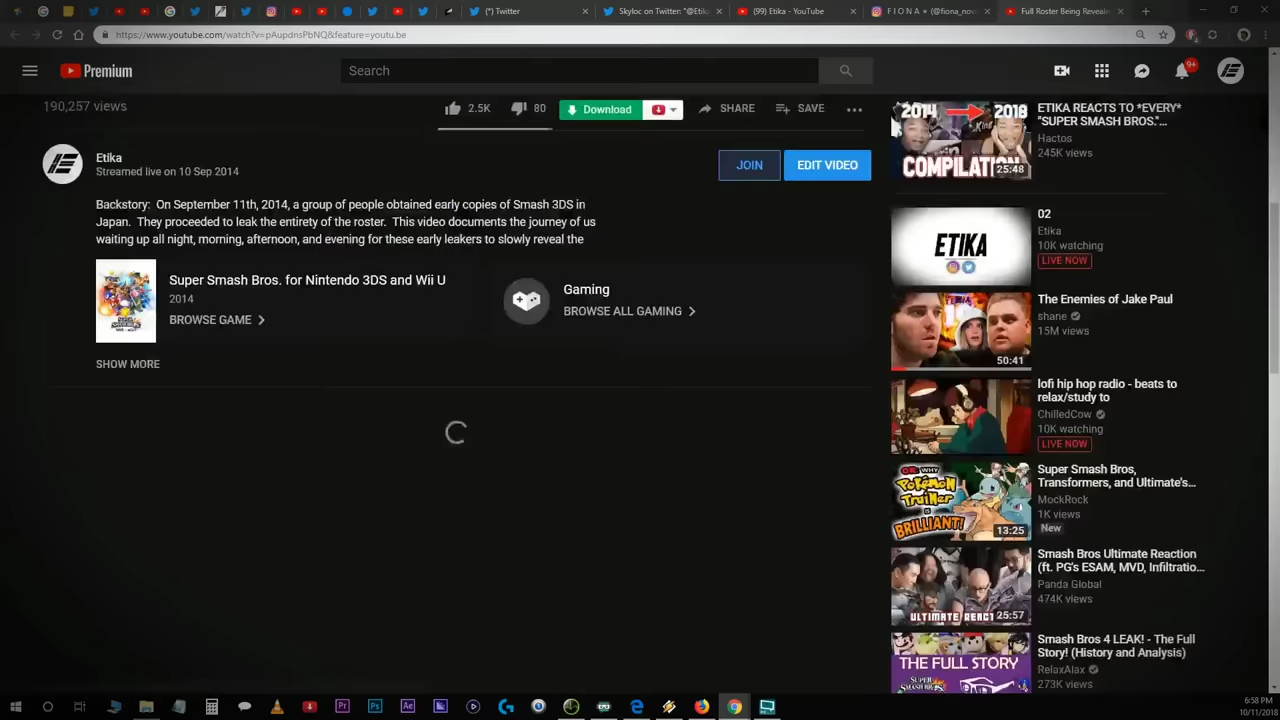 (*) Twitter
Skyloc on Twitter: "@Etik
(99) Etika - YouTube
F I O N A
Full Roster Being Reveale
https://www.youtube.com/watch?v=pAupdnsPbNQ&feature=youtu.be
Premium
Search
9+
190,257 views
2.5K
80
Download
SHARE
SAVE
Etika
Streamed live on 10 Sep 2014
JOIN
EDIT VIDEO
Backstory: On September 11th, 2014, a group of people obtained early copies of Smash 3DS in
Japan. They proceeded to leak the entirety of the roster. This video documents the journey of us
waiting up all night, morning, afternoon, and evening for these early leakers to slowly reveal the
Super Smash Bros. for Nintendo 3DS and Wii U
2014
BROWSE GAME
Gaming
BROWSE ALL GAMING
SHOW MORE
2014
2018
COMPILATION
25:48
ETIKA REACTS TO *EVERY*
"SUPER SMASH BROS."...
Hactos
245K views
ETIKA
02
Etika
10K watching
LIVE NOW
50:41
The Enemies of Jake Paul
shane
15M views
lofi hip hop radio - beats to
relax/study to
ChilledCow
10K watching
LIVE NOW
OR: WHY
POKéMON
TRAINER
IS
BRILLIANT!
13:25
Super Smash Bros,
Transformers, and Ultimate's...
MockRock
1K views
New
ULTIMATE REACT
25:57
Smash Bros Ultimate Reaction
(ft. PG's ESAM, MVD, Infiltratio...
Panda Global
474K views
THE FULL STORY
Smash Bros 4 LEAK! - The Full
Story! (History and Analysis)
RelaxAlax
273K views
6:58 PM
10/11/2018